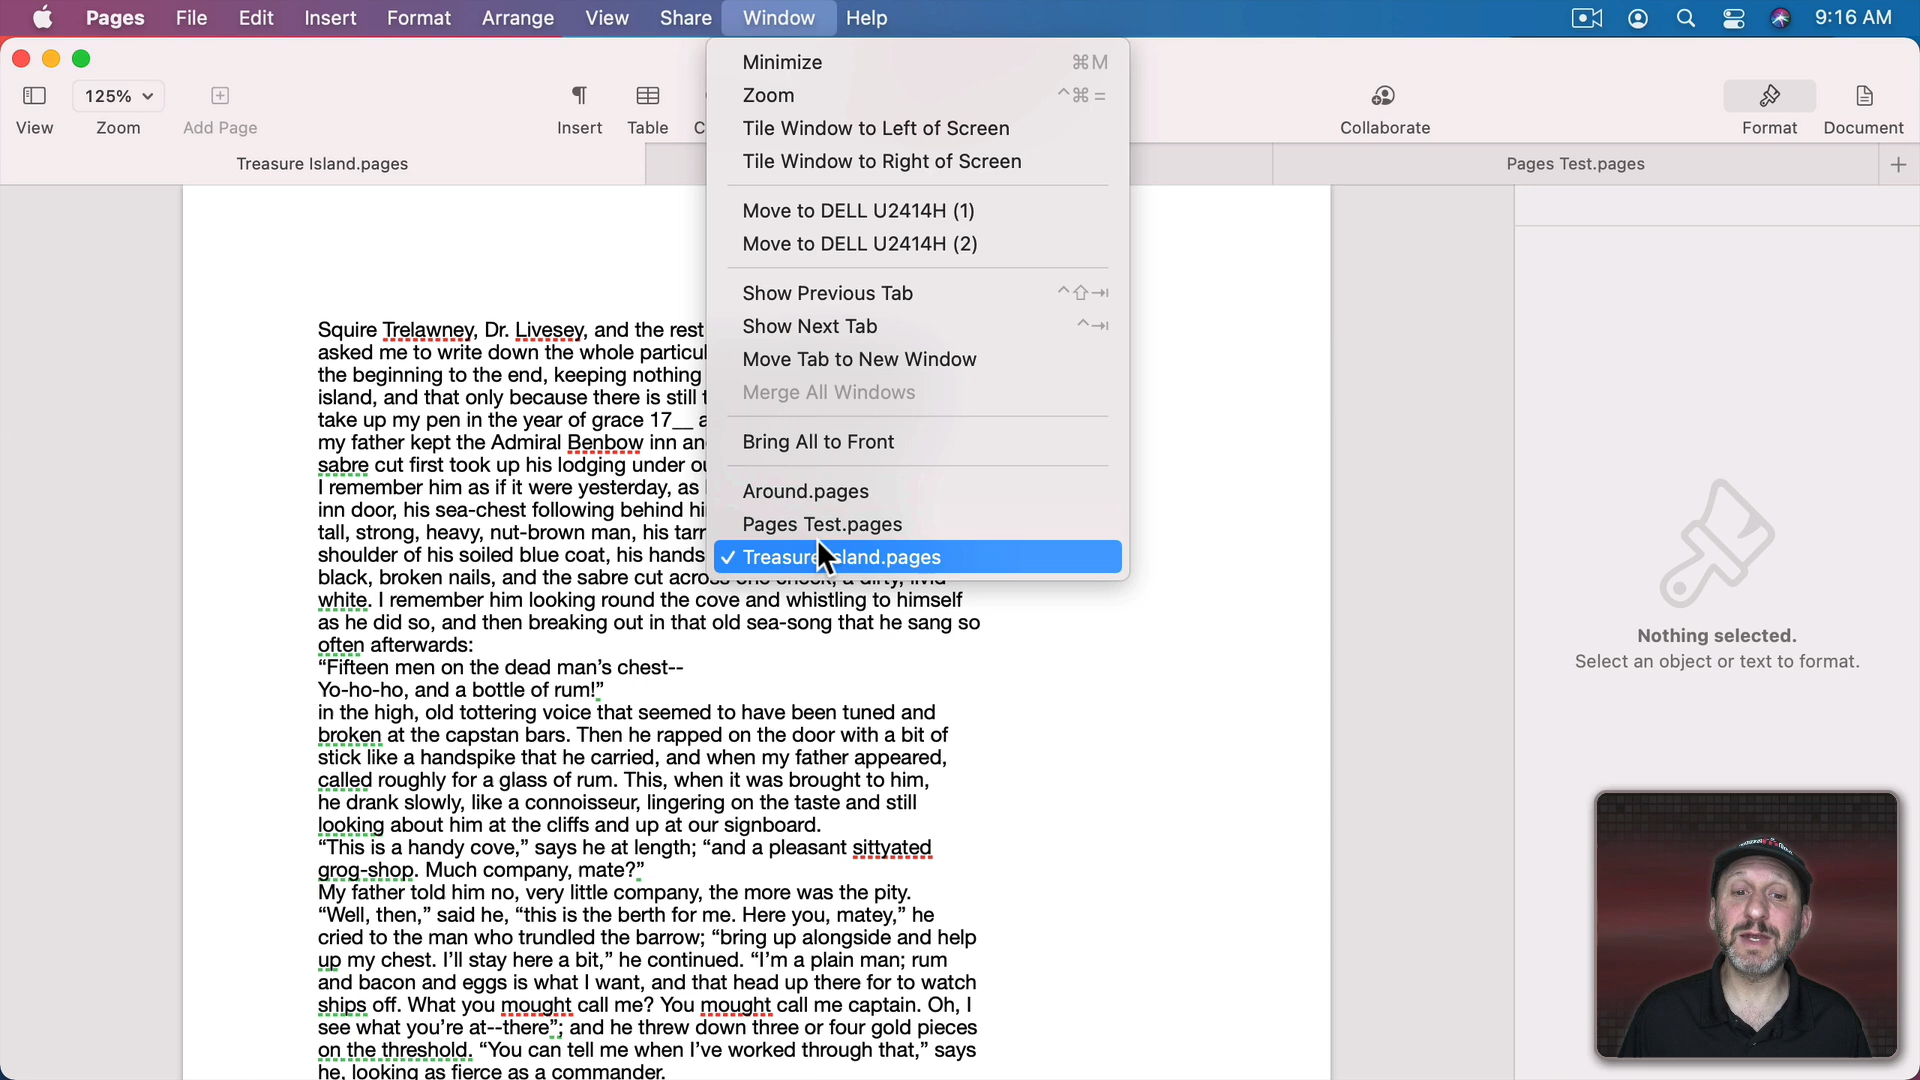 Pages File Edit Insert Format Arrange View Share Window Help 9:16 AM
125%
View Zoom Add Page Insert Table C Collaborate Format Document
Treasure Island.pages Pages Test.pages
Minimize ⌘M
Zoom ^⌘=
Tile Window to Left of Screen
Tile Window to Right of Screen
Move to DELL U2414H (1)
Move to DELL U2414H (2)
Show Previous Tab ^⇧⇥
Show Next Tab ^⇥
Move Tab to New Window
Merge All Windows
Bring All to Front
Around.pages
Pages Test.pages
✓ Treasure Island.pages
Squire Trelawney, Dr. Livesey, and the rest
asked me to write down the whole particul
the beginning to the end, keeping nothing
island, and that only because there is still t
take up my pen in the year of grace 17__ a
my father kept the Admiral Benbow inn an
sabre cut first took up his lodging under ou
I remember him as if it were yesterday, as
inn door, his sea-chest following behind hi
tall, strong, heavy, nut-brown man, his tarr
shoulder of his soiled blue coat, his hands
black, broken nails, and the sabre cut across one cheek, a dirty, livid
white. I remember him looking round the cove and whistling to himself
as he did so, and then breaking out in that old sea-song that he sang so
often afterwards:
“Fifteen men on the dead man’s chest--
Yo-ho-ho, and a bottle of rum!”
in the high, old tottering voice that seemed to have been tuned and
broken at the capstan bars. Then he rapped on the door with a bit of
stick like a handspike that he carried, and when my father appeared,
called roughly for a glass of rum. This, when it was brought to him,
he drank slowly, like a connoisseur, lingering on the taste and still
looking about him at the cliffs and up at our signboard.
“This is a handy cove,” says he at length; “and a pleasant sittyated
grog-shop. Much company, mate?”
My father told him no, very little company, the more was the pity.
“Well, then,” said he, “this is the berth for me. Here you, matey,” he
cried to the man who trundled the barrow; “bring up alongside and help
up my chest. I’ll stay here a bit,” he continued. “I’m a plain man; rum
and bacon and eggs is what I want, and that head up there for to watch
ships off. What you mought call me? You mought call me captain. Oh, I
see what you’re at--there”; and he threw down three or four gold pieces
on the threshold. “You can tell me when I’ve worked through that,” says
he, looking as fierce as a commander.
Nothing selected.
Select an object or text to format.